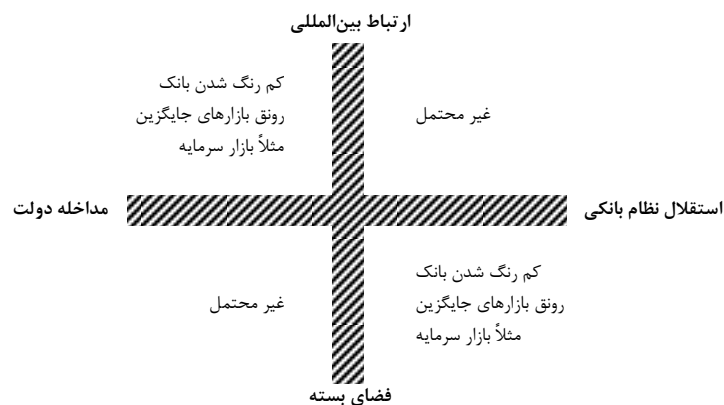 ارتباط بین‌المللی
غیر محتمل
کم رنگ شدن بانک
رونق بازارهای جایگزین
مثلاً بازار سرمایه
استقلال نظام بانکی
مداخله دولت
کم رنگ شدن بانک
رونق بازارهای جایگزین
مثلاً بازار سرمایه
غیر محتمل
فضای بسته